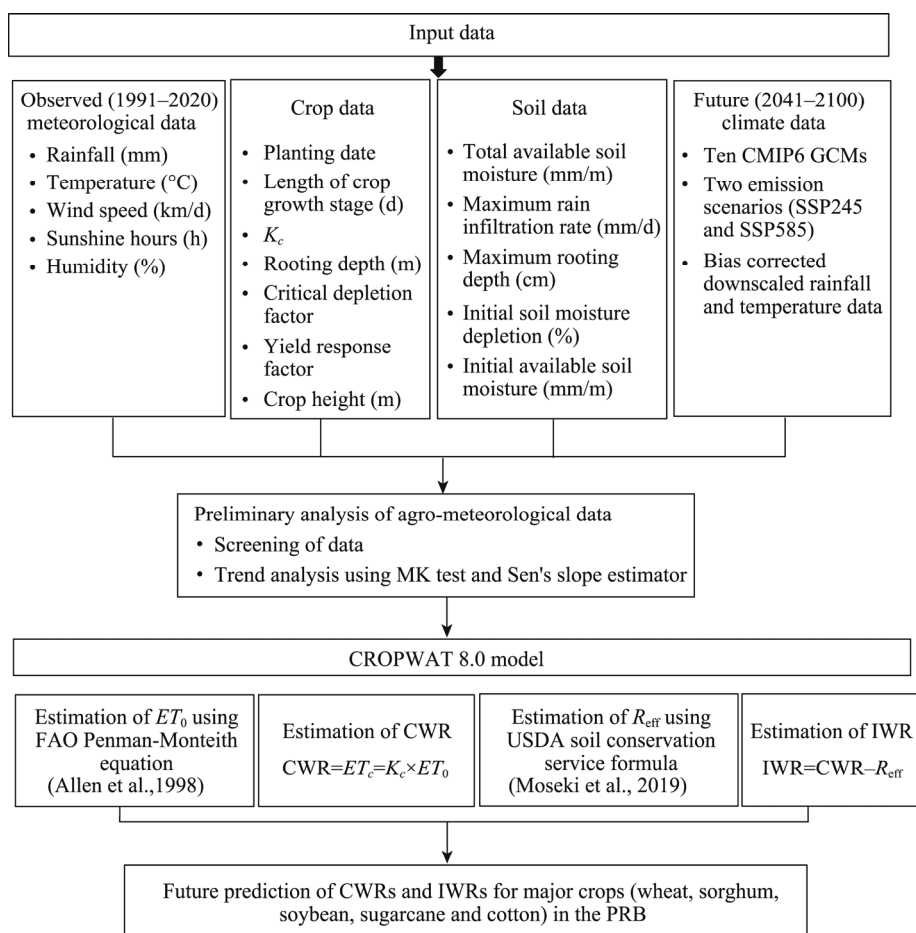 Input data
Observed (1991–2020)
meteorological data
• Rainfall (mm)
• Temperature (°C)
• Wind speed (km/d)
• Sunshine hours (h)
• Humidity (%)
Crop data
• Planting date
• Length of crop
growth stage (d)
• Kc
• Rooting depth (m)
• Critical depletion
factor
• Yield response
factor
• Crop height (m)
Soil data
• Total available soil
moisture (mm/m)
• Maximum rain
infiltration rate (mm/d)
• Maximum rooting
depth (cm)
• Initial soil moisture
depletion (%)
• Initial available soil
moisture (mm/m)
Future (2041–2100)
climate data
• Ten CMIP6 GCMs
• Two emission
scenarios (SSP245
and SSP585)
• Bias corrected
downscaled rainfall
and temperature data
Preliminary analysis of agro-meteorological data
• Screening of data
• Trend analysis using MK test and Sen's slope estimator
CROPWAT 8.0 model
Estimation of ET0 using
FAO Penman-Monteith
equation
(Allen et al.,1998)
Estimation of CWR
CWR=ETc=Kc×ET0
Estimation of Reff using
USDA soil conservation
service formula
(Moseki et al., 2019)
Estimation of IWR
IWR=CWR–Reff
Future prediction of CWRs and IWRs for major crops (wheat, sorghum,
soybean, sugarcane and cotton) in the PRB